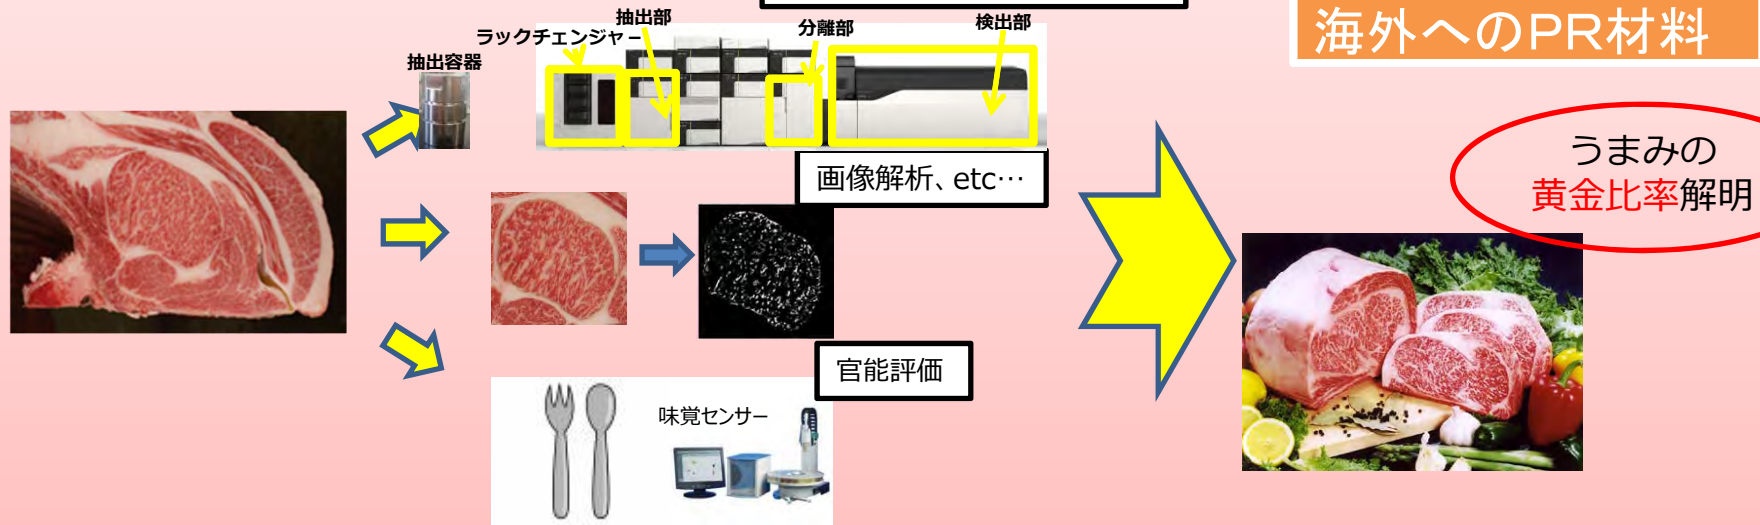 海外へのPR材料
抽出部
ラックチェンジャー
分離部
検出部
抽出容器
うまみの
黄金比率解明
画像解析、etc…
官能評価
味覚センサー